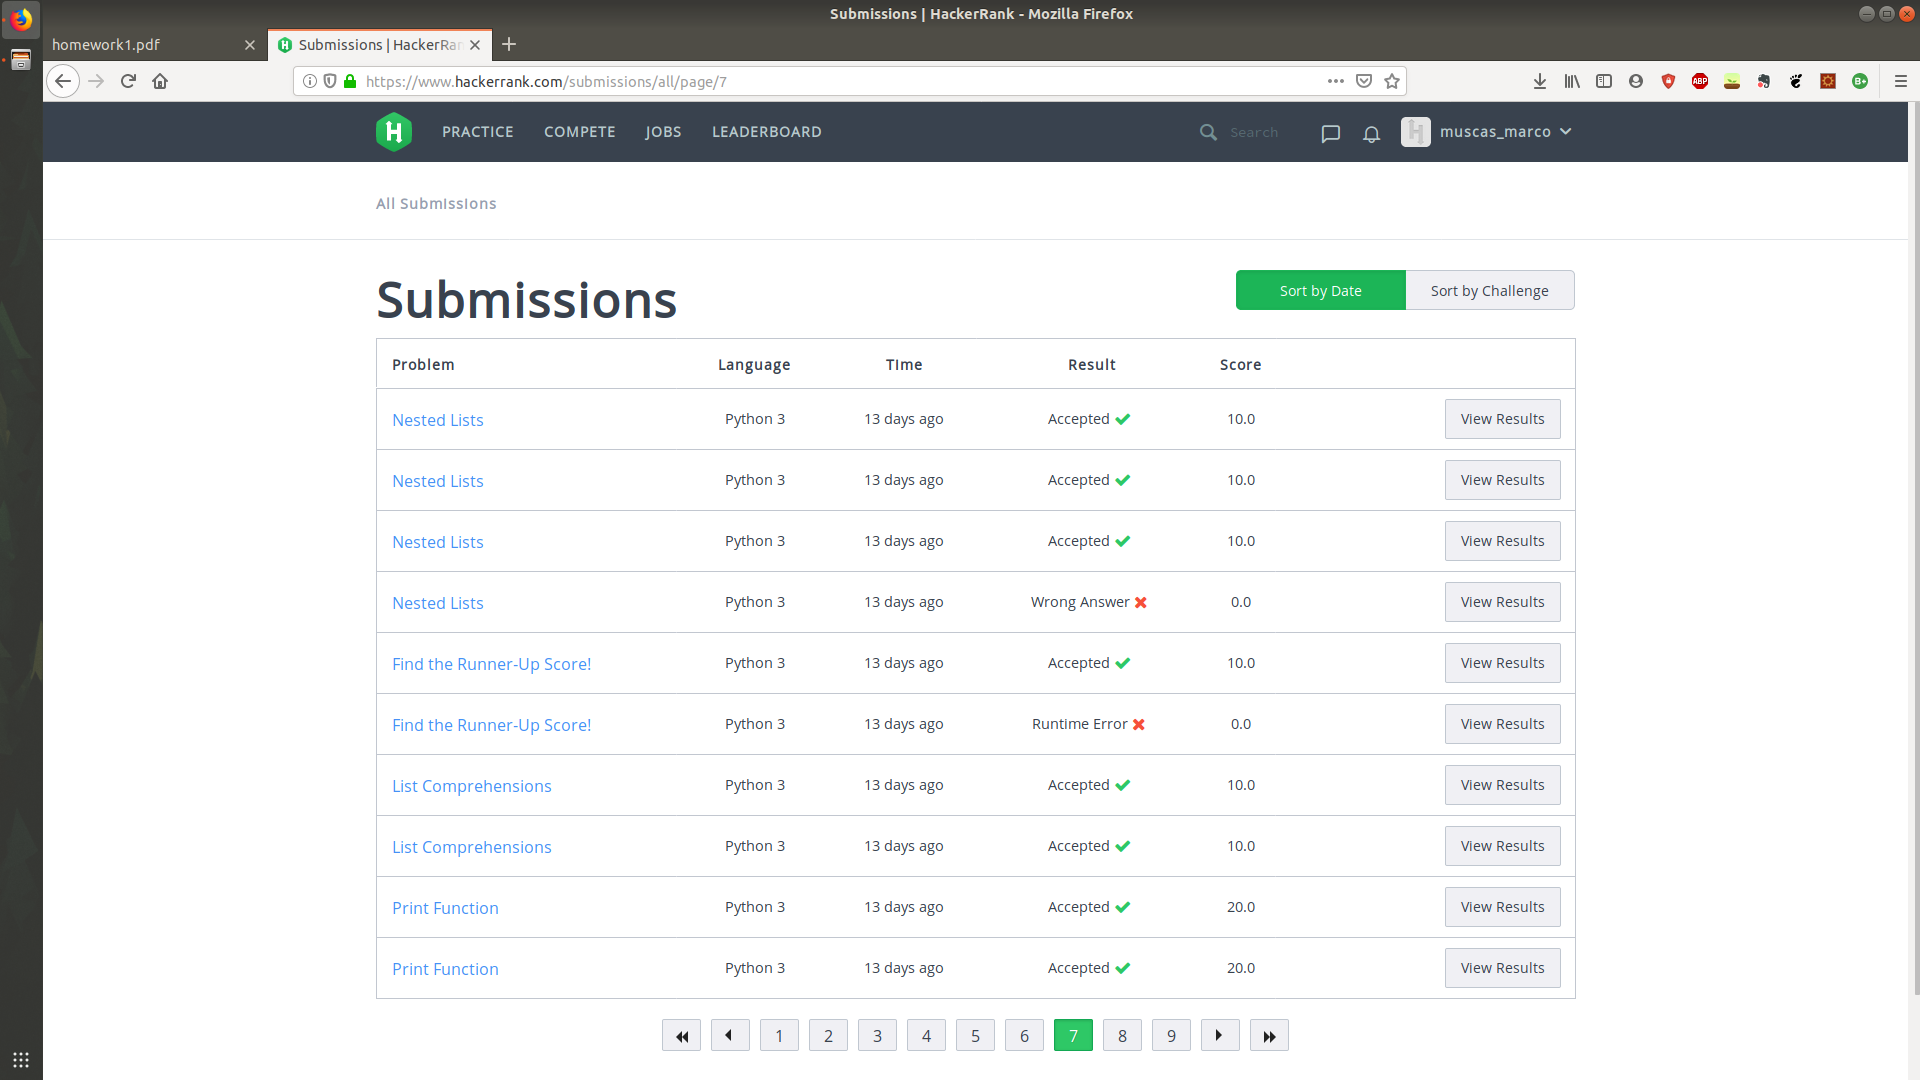 Submissions | HackerRank - Mozilla Firefox
homework1.pdf
Submissions | HackerRan
https://www.hackerrank.com/submissions/all/page/7
ABP
B+
H
PRACTICE COMPETE JOBS LEADERBOARD
Search
muscas_marco
All Submissions
Submissions
Sort by Date Sort by Challenge
Problem Language Time Result Score
Nested Lists Python 3 13 days ago Accepted 10.0 View Results
Nested Lists Python 3 13 days ago Accepted 10.0 View Results
Nested Lists Python 3 13 days ago Accepted 10.0 View Results
Nested Lists Python 3 13 days ago Wrong Answer 0.0 View Results
Find the Runner-Up Score! Python 3 13 days ago Accepted 10.0 View Results
Find the Runner-Up Score! Python 3 13 days ago Runtime Error 0.0 View Results
List Comprehensions Python 3 13 days ago Accepted 10.0 View Results
List Comprehensions Python 3 13 days ago Accepted 10.0 View Results
Print Function Python 3 13 days ago Accepted 20.0 View Results
Print Function Python 3 13 days ago Accepted 20.0 View Results
1 2 3 4 5 6 7 8 9